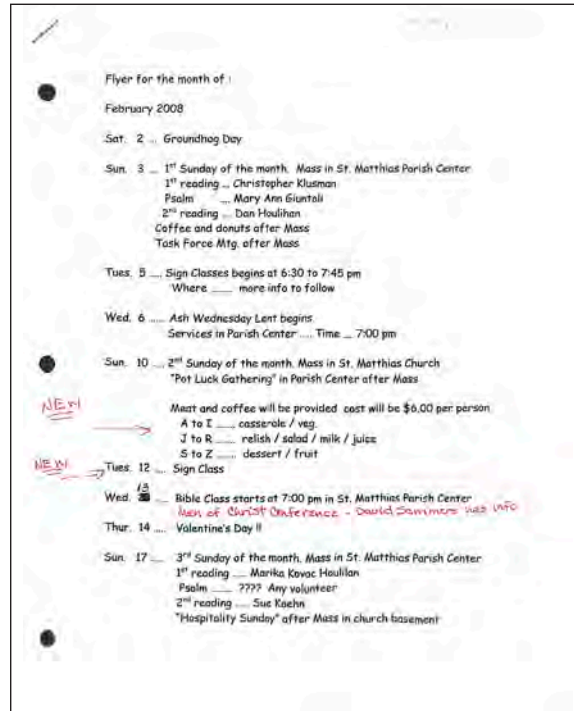 Flyer for the month of :
February 2008
Sat. 2 ... Groundhog Day
Sun. 3 ... 1st Sunday of the month. Mass in St. Matthias Parish Center
1st reading ... Christopher Klusman
Psalm .... Mary Ann Giuntoli
2nd reading ... Dan Houlihan
Coffee and donuts after Mass
Task Force Mtg. after Mass
Tues. 5 .... Sign Classes begins at 6:30 to 7:45 pm
Where ....... more info to follow
Wed. 6 ...... Ash Wednesday Lent begins.
Services in Parish Center ..... Time ... 7:00 pm
Sun. 10 .... 2nd Sunday of the month. Mass in St. Matthias Church
"Pot Luck Gathering" in Parish Center after Mass
NEW
Meat and coffee will be provided cost will be $6.00 per person
A to I ....... casserole / veg.
J to R ....... relish / salad / milk / juice
S to Z ....... dessert / fruit
NEW
Tues. 12 .... Sign Class
Wed. 13 ..... Bible Class starts at 7:00 pm in St. Matthias Parish Center
Men of Christ Conference - David Sommers has info
Thur. 14 ..... Valentine's Day !!
Sun. 17 ..... 3rd Sunday of the month. Mass in St. Matthias Parish Center
1st reading ..... Marika Kovac Houlilan
Psalm ........ ???? Any volunteer
2nd reading ..... Sue Koehn
"Hospitality Sunday" after Mass in church basement